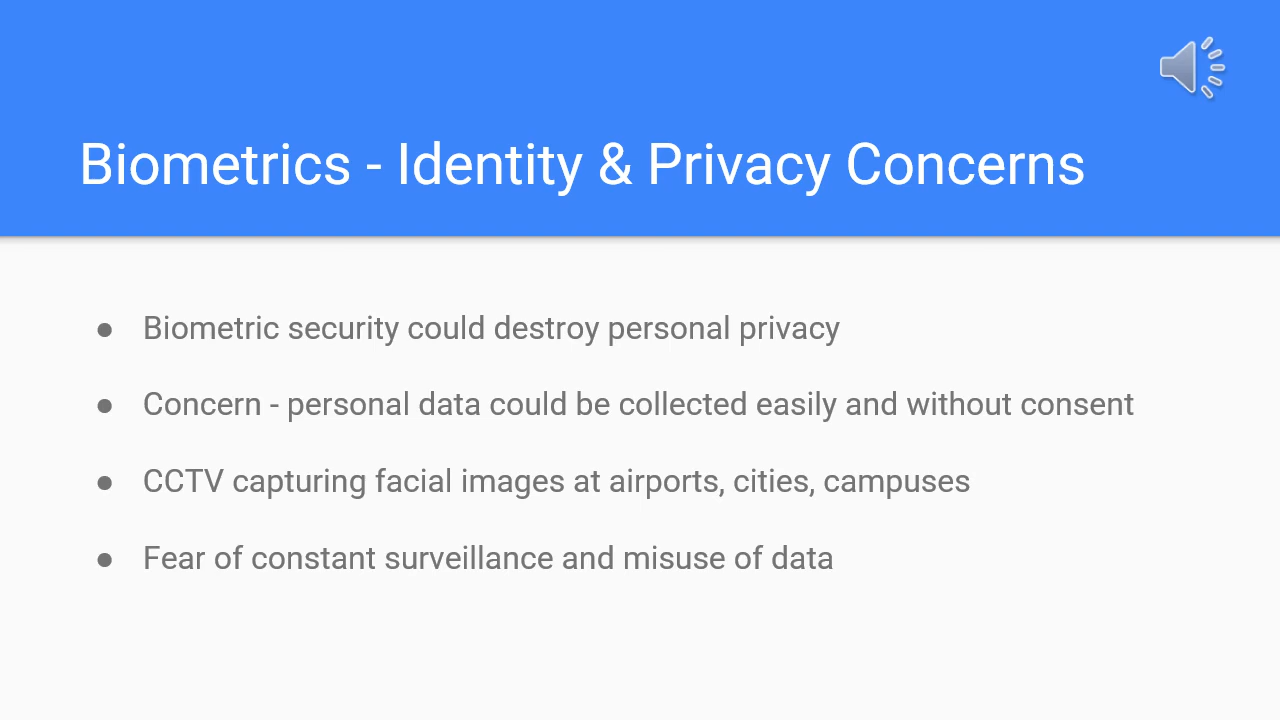 Biometrics - Identity & Privacy Concerns
● Biometric security could destroy personal privacy
● Concern - personal data could be collected easily and without consent
● CCTV capturing facial images at airports, cities, campuses
● Fear of constant surveillance and misuse of data